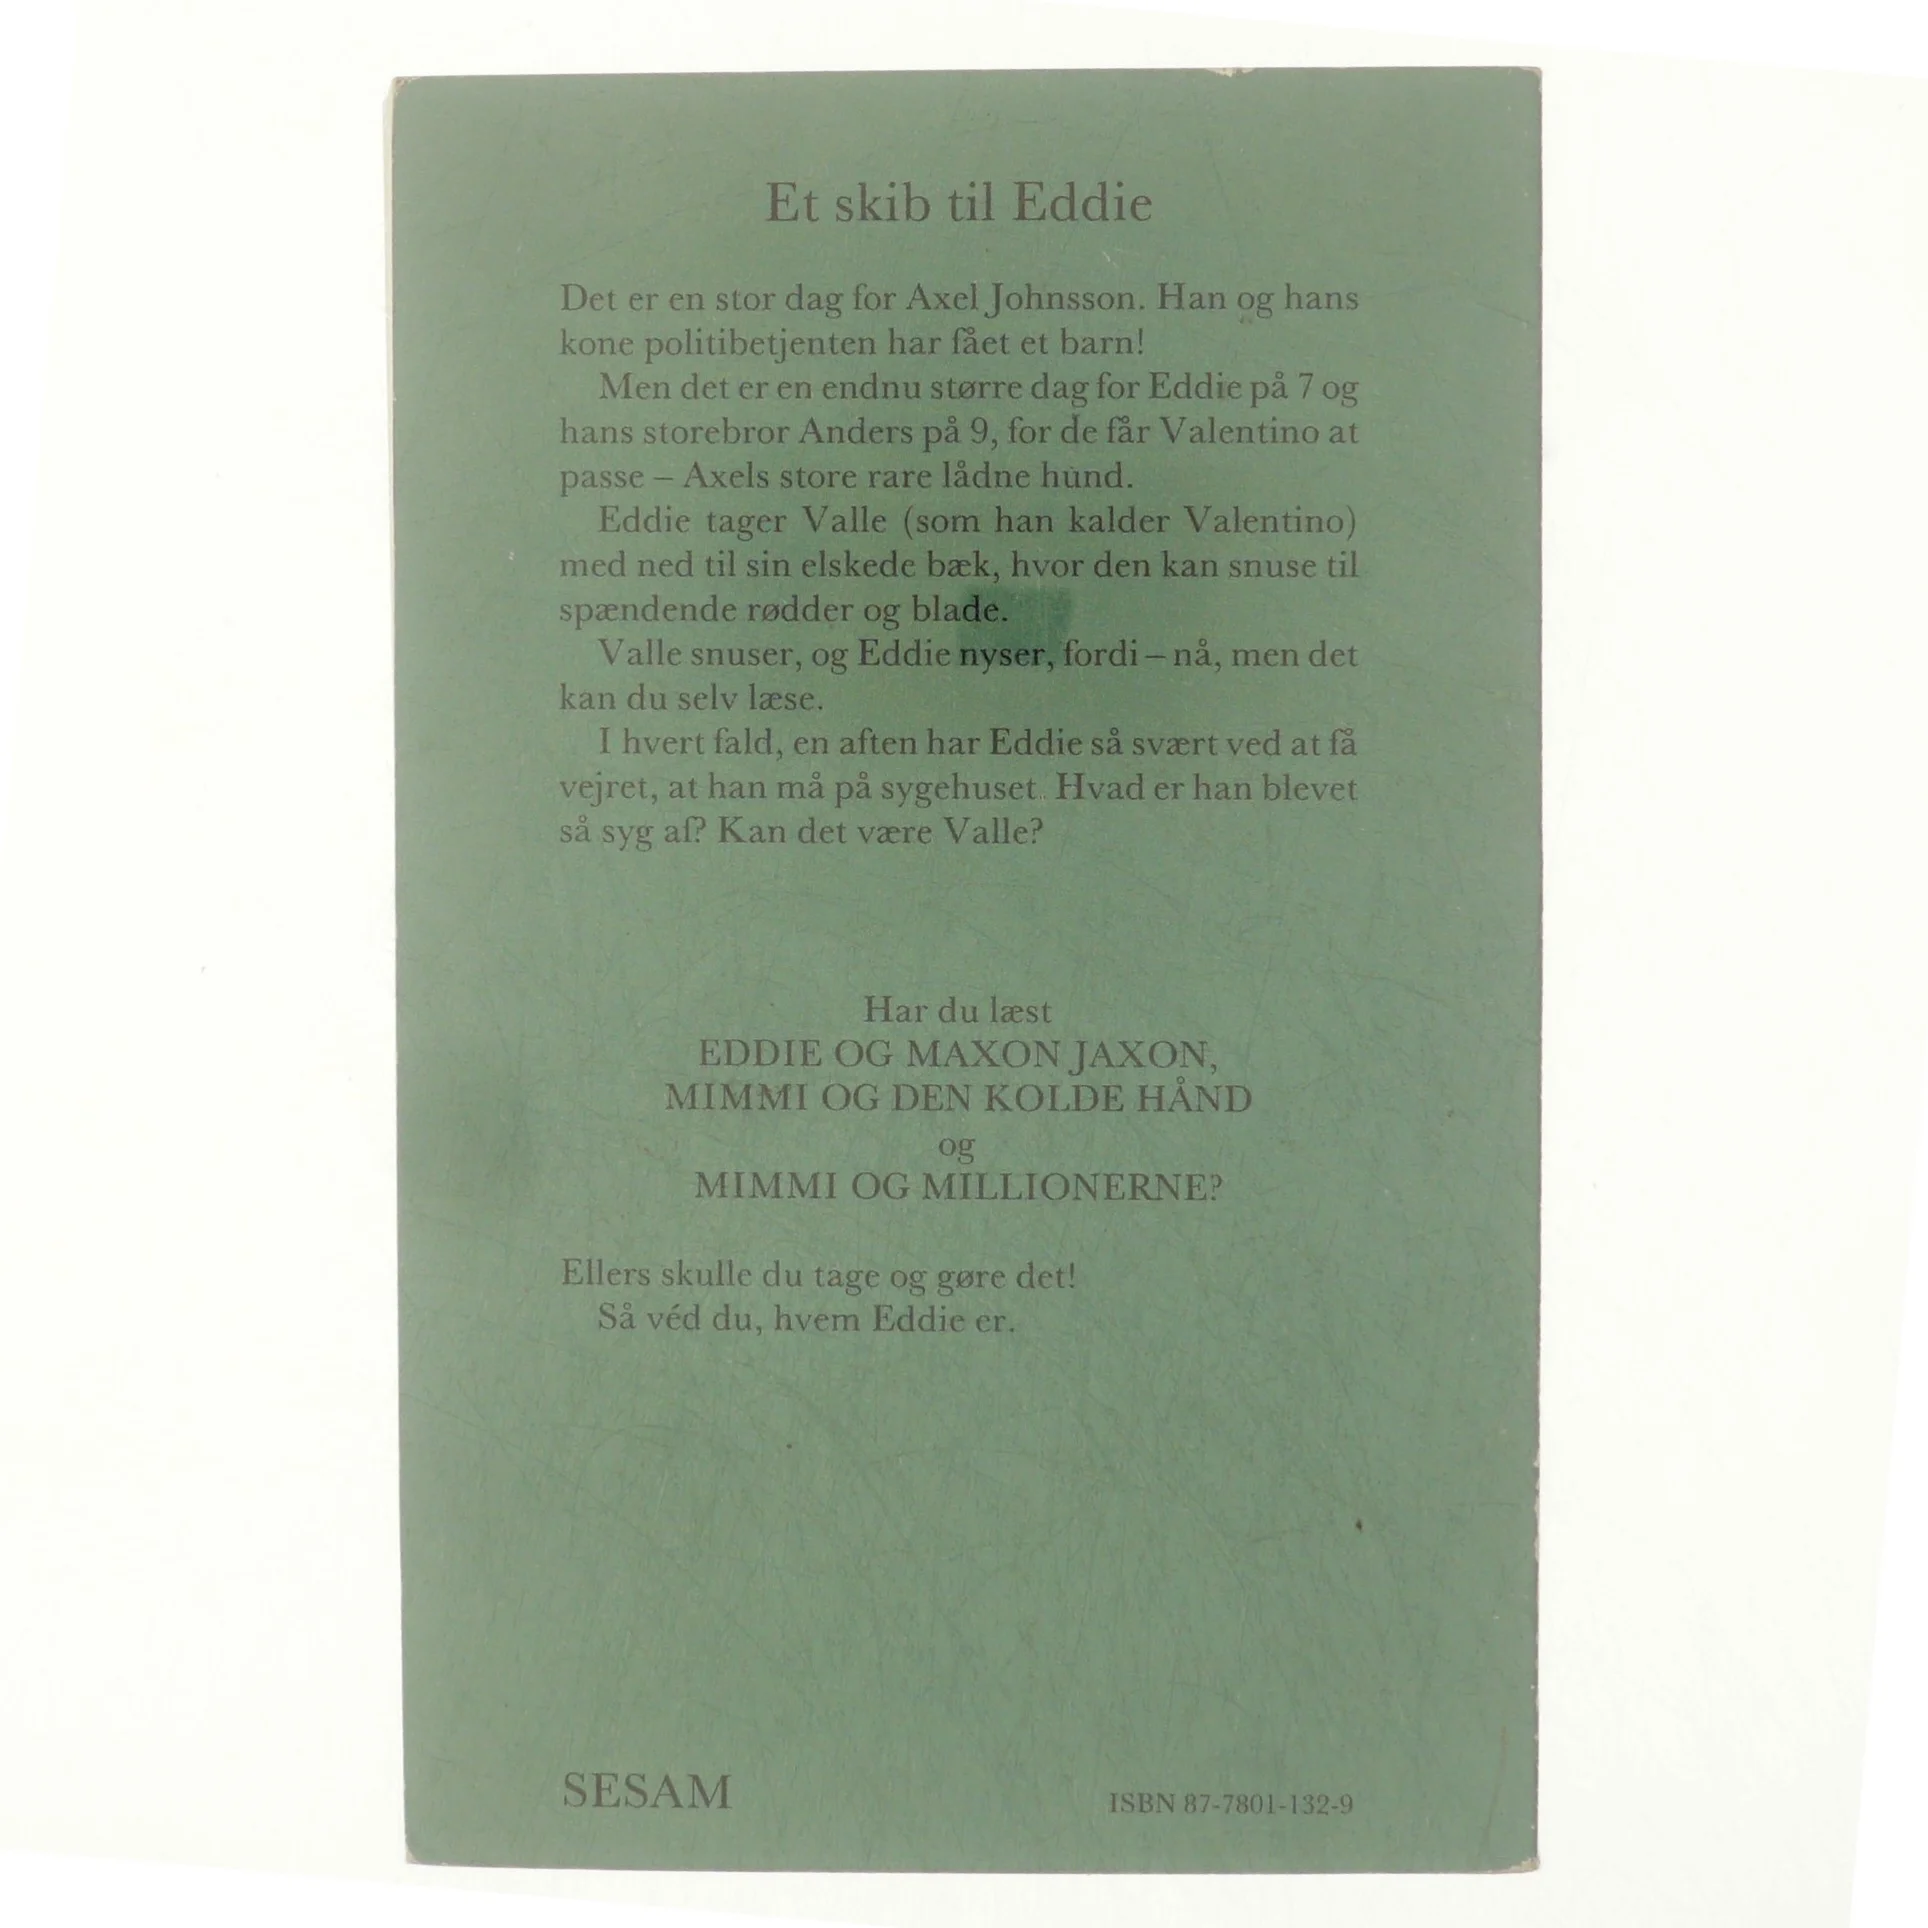 Et skib til Eddie
Det er en stor dag for Axel Johnsson. Han og hans
kone politibetjenten har fået et barn!
Men det er en endnu større dag for Eddie på 7 og
hans storebror Anders på 9, for de får Valentino at
passe – Axels store rare lådne hund.
Eddie tager Valle (som han kalder Valentino)
med ned til sin elskede bæk, hvor den kan snuse til
spændende rødder og blade.
Valle snuser, og Eddie nyser, fordi – nå, men det
kan du selv læse.
I hvert fald, en aften har Eddie så svært ved at få
vejret, at han må på sygehuset. Hvad er han blevet
så syg af? Kan det være Valle?
Har du læst
EDDIE OG MAXON JAXON,
MIMMI OG DEN KOLDE HÅND
og
MIMMI OG MILLIONERNE?
Ellers skulle du tage og gøre det!
Så véd du, hvem Eddie er.
SESAM
ISBN 87-7801-132-9